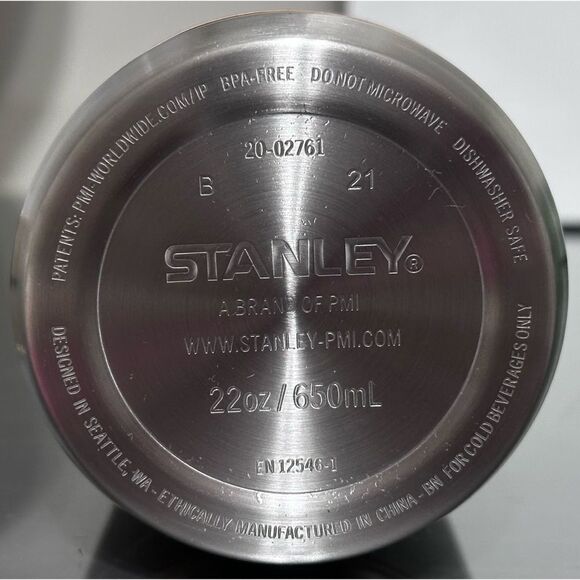 PATENTS: PMI-WORLDWIDE.COM/IP BPA-FREE DO NOT MICROWAVE DISHWASHER SAFE
20-02761
B 21
STANLEY®
A BRAND OF PMI
WWW.STANLEY-PMI.COM
22oz / 650mL
EN 12546-1
DESIGNED IN SEATTLE, WA - ETHICALLY MANUFACTURED IN CHINA - BN FOR COLD BEVERAGES ONLY